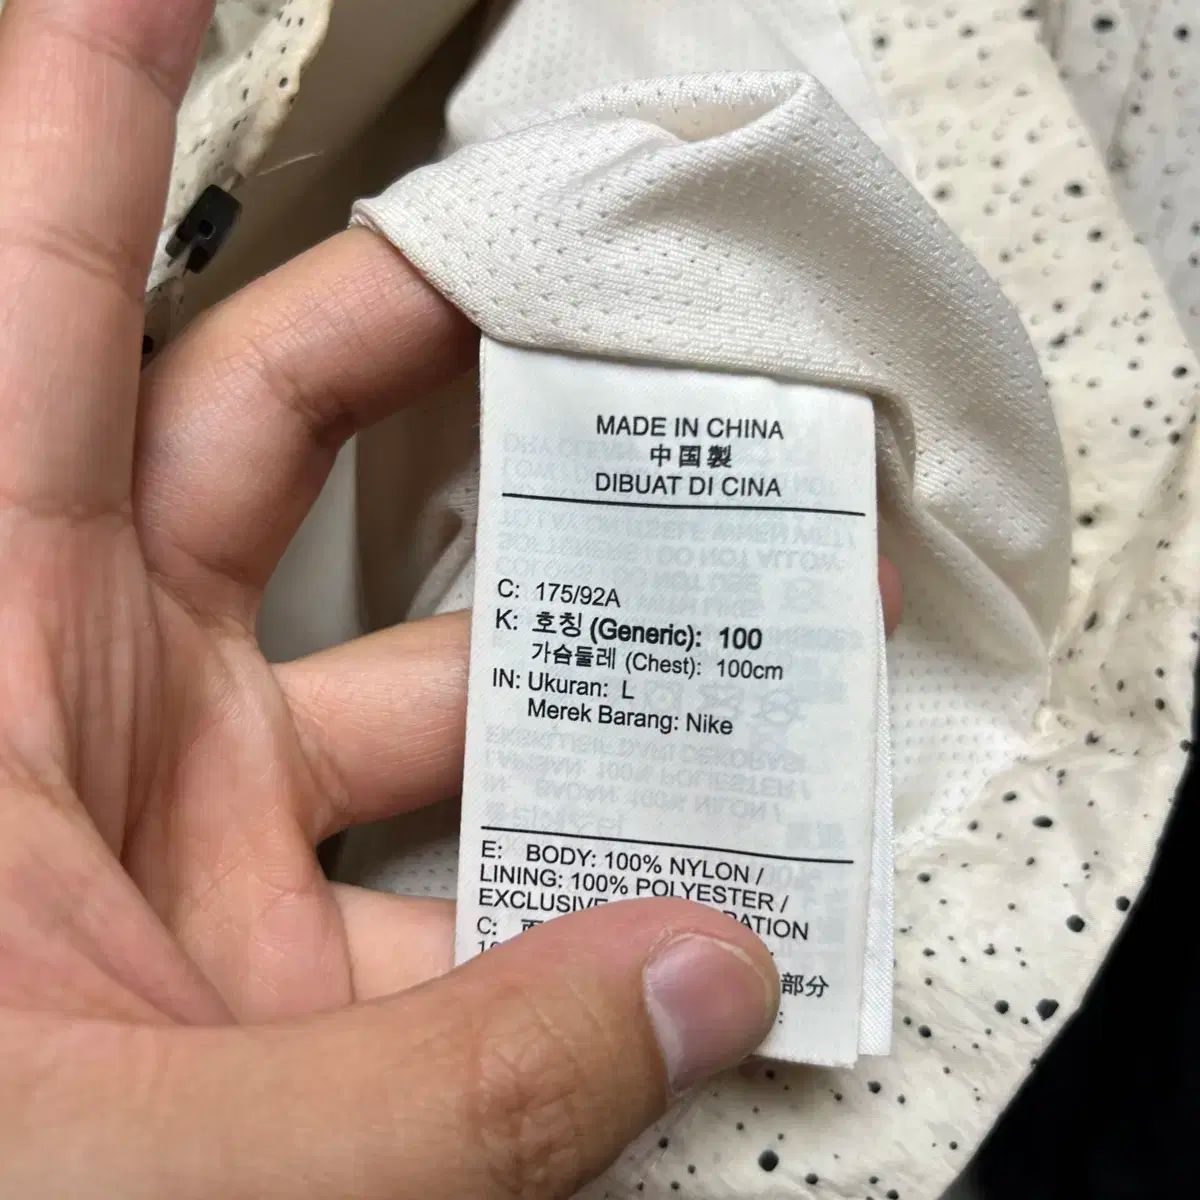 MADE IN CHINA
中国製
DIBUAT DI CINA
C: 175/92A
K: 호칭 (Generic): 100
가슴둘레 (Chest): 100cm
IN: Ukuran: L
Merek Barang: Nike
E: BODY: 100% NYLON /
LINING: 100% POLYESTER /
EXCLUSIVE
C:
部分